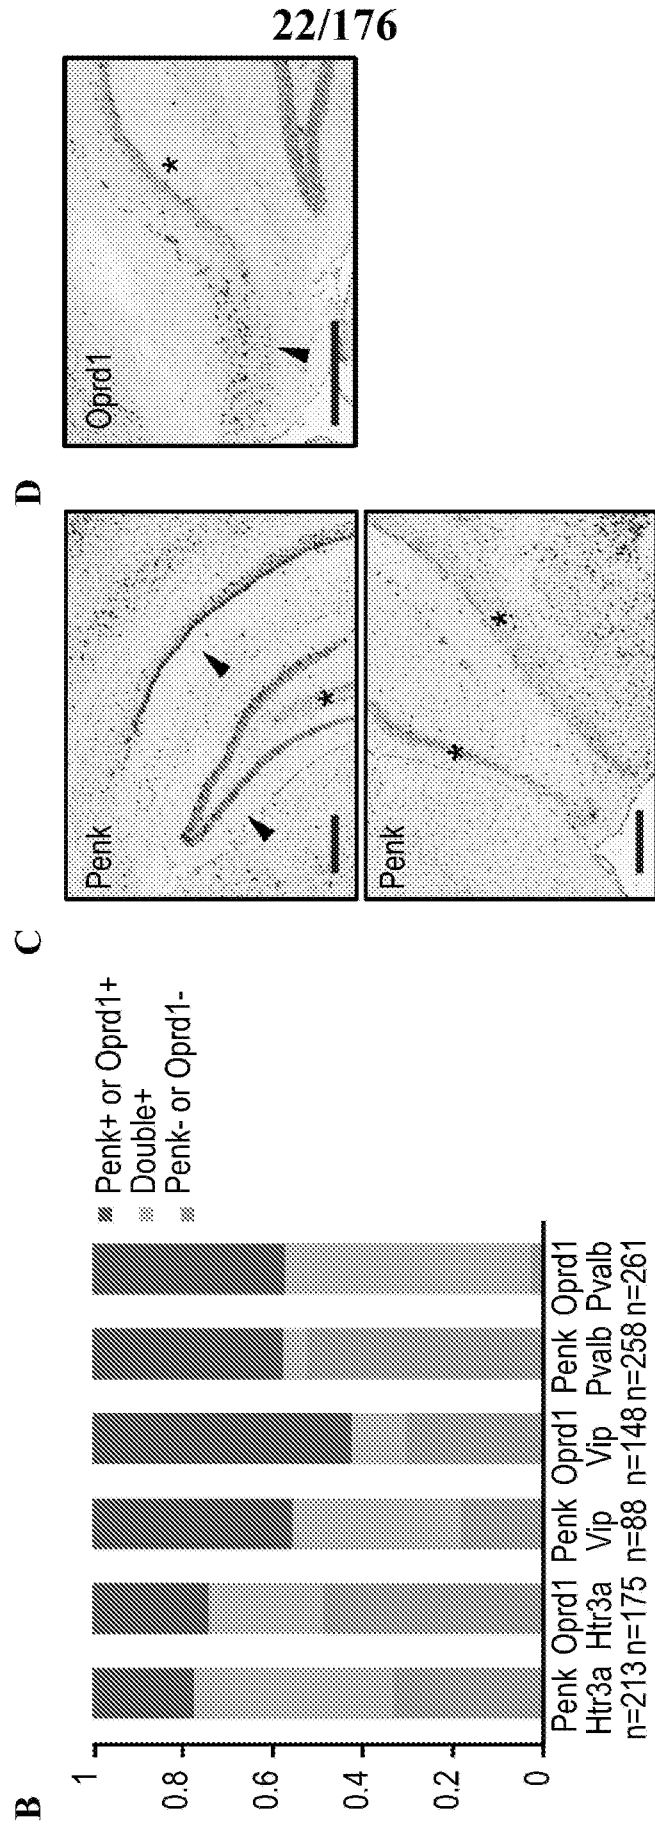 22/176
B
1
0.8
0.6
0.4
0.2
0
Penk Oprd1 Penk Oprd1 Penk Oprd1
Htr3a Htr3a Vip Vip Pvalb Pvalb
n=213 n=175 n=88 n=148 n=258 n=261
Penk+ or Oprd1+
Double+
Penk- or Oprd1-
C
Penk
*
Penk
*
*
D
Oprd1
*